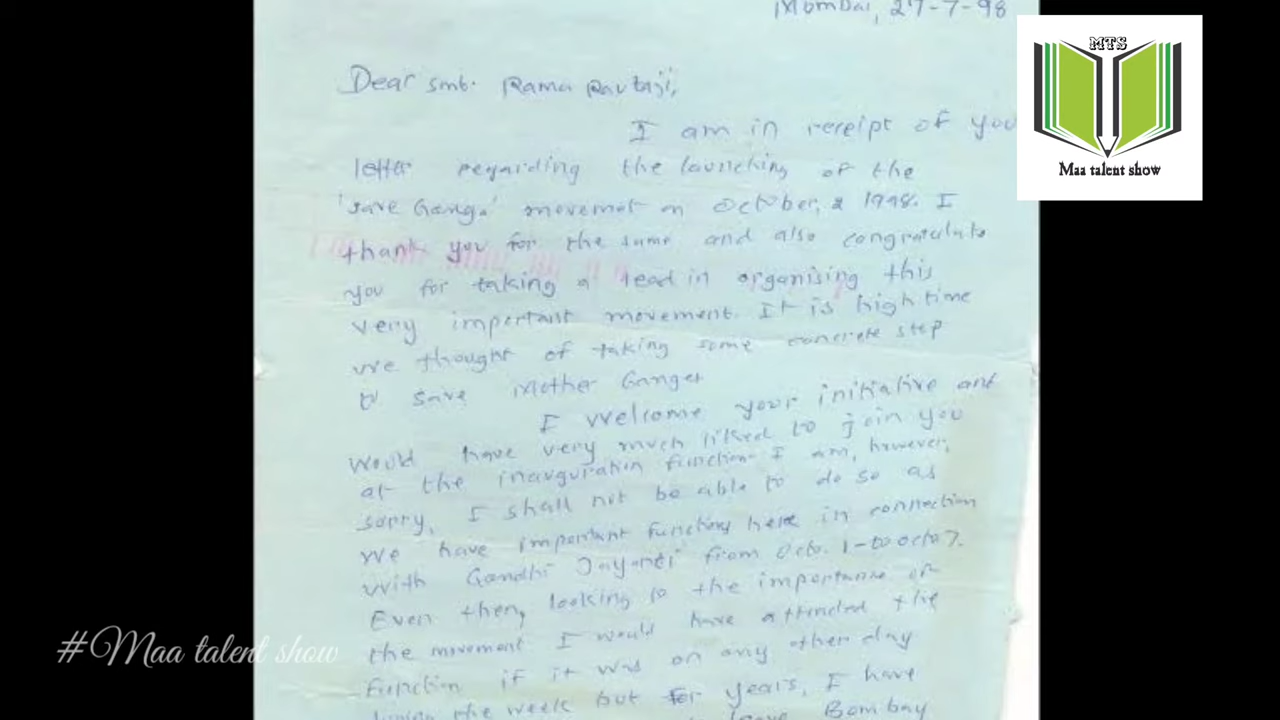 Mombai, 27-7-98
Dear Smt. Rama Rautaji,
I am in receipt of you
letter regarding the launching of the
'Save Ganga' movemet on October, 2 1998. I
thank you for the same and also congratulate
you for taking a lead in organising this
very important movement. It is high time
we thought of taking some concrete step
to save Mother Ganges
I welcome your initiative and
would have very much liked to join you
at the inauguration function. I am, however,
sorry, I shall not be able to do so as
we have important functions here in connection
with Gandhi Jayanti from Octo. 1-to octo 7.
Even then, looking to the importance of
the movement I would have attended the
function if it was on any other day
the week but for years, I have
leave Bombay
MTS
Maa talent show
#Maa talent show